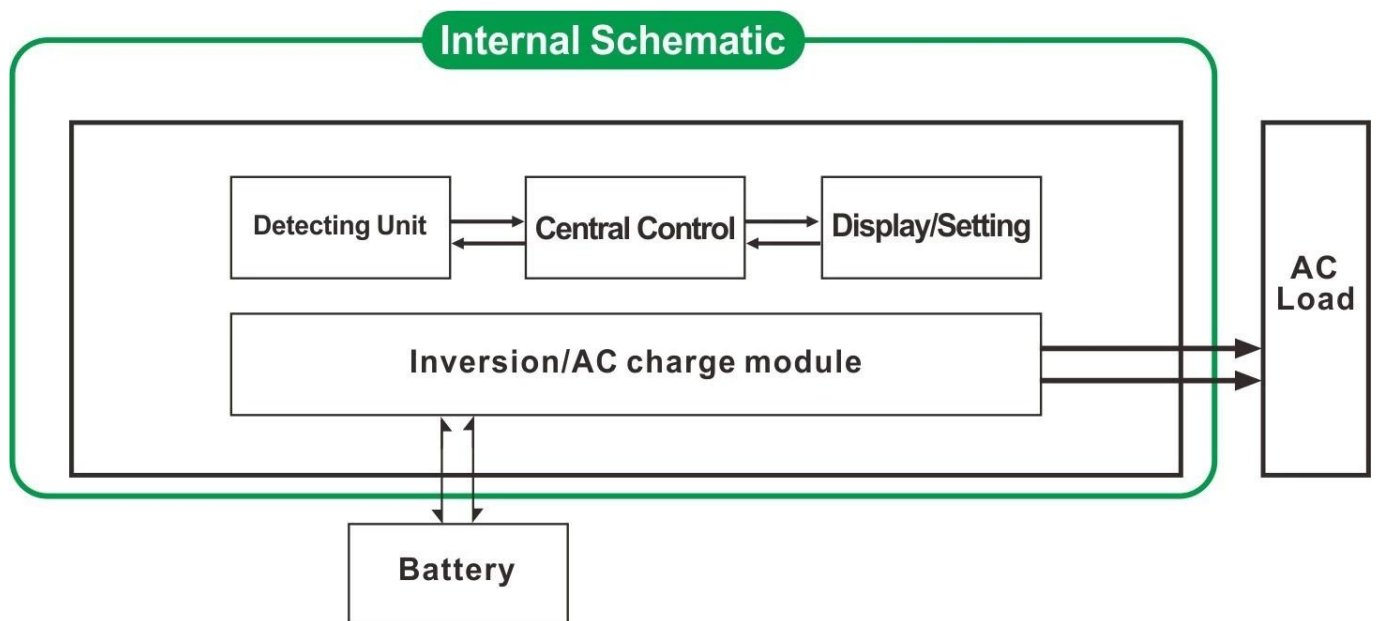 Internal Schematic
Detecting Unit
Central Control
Display/Setting
AC
Load
Inversion/AC charge module
Battery